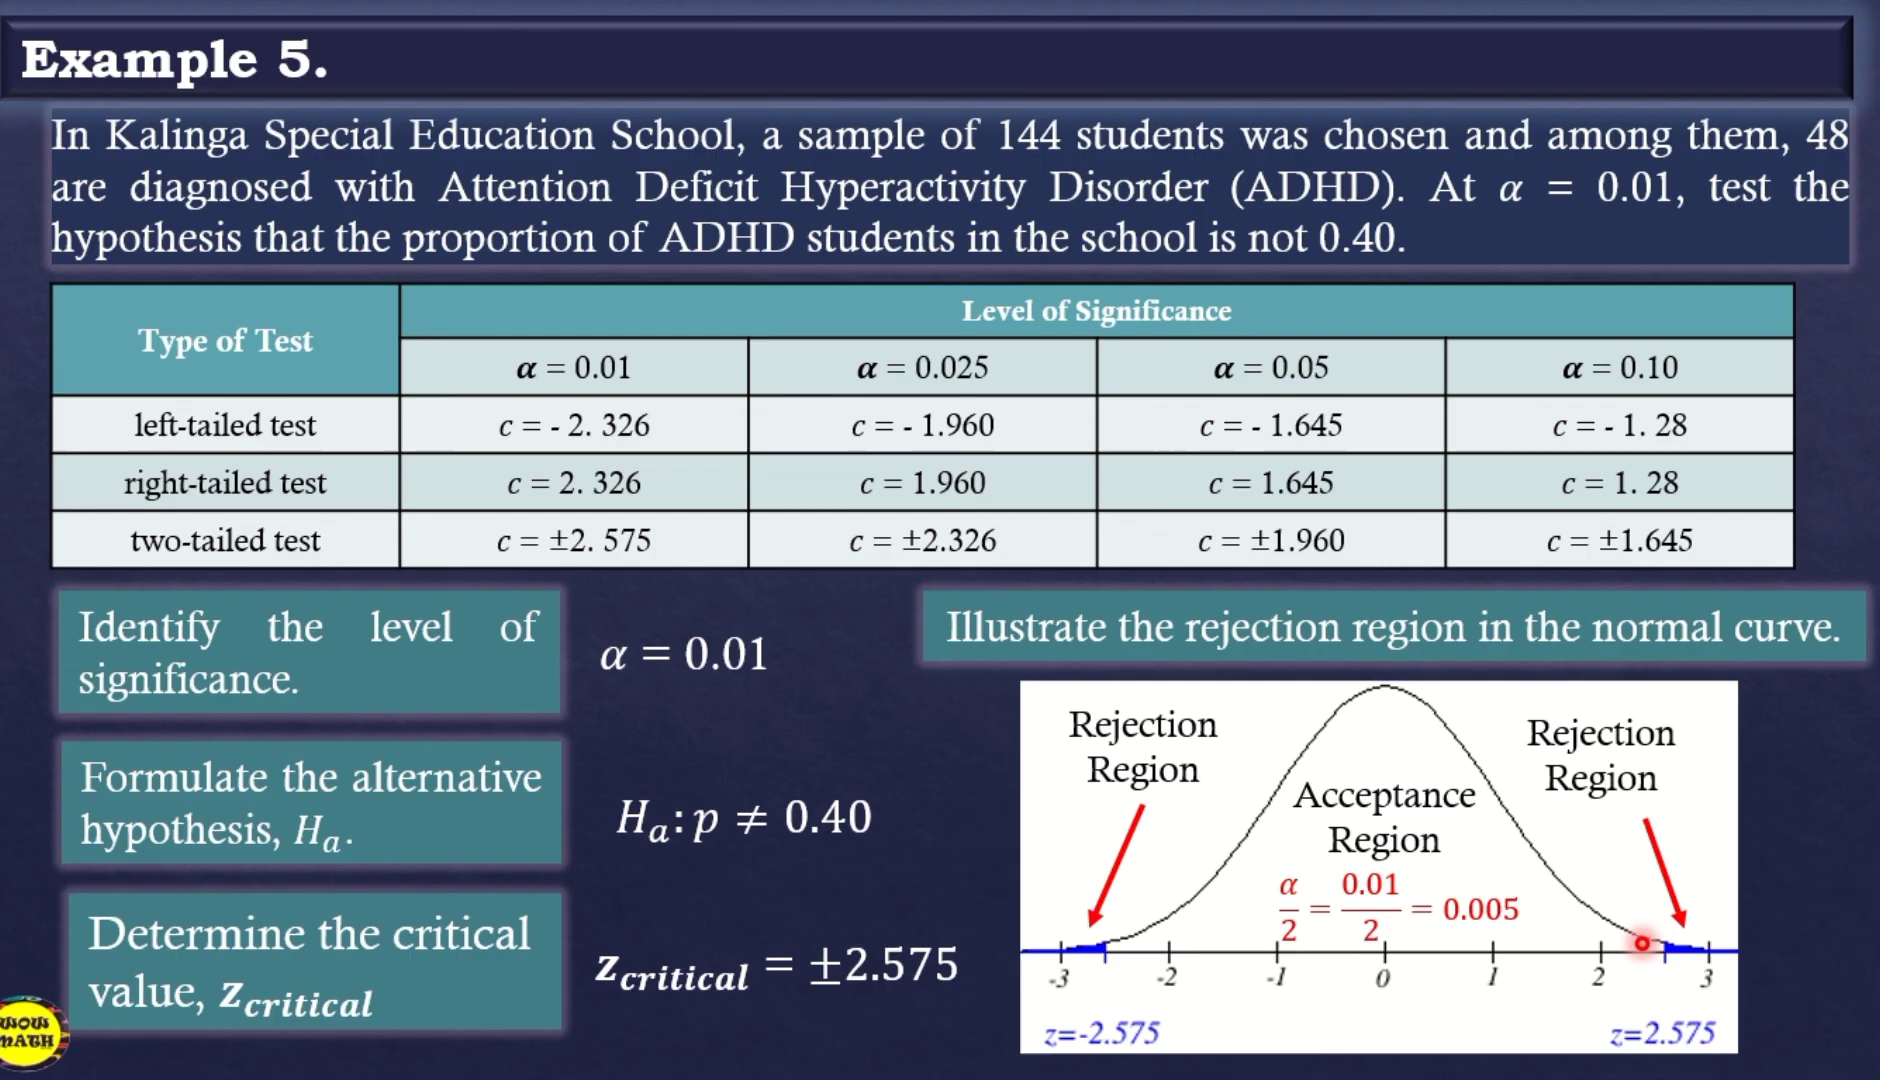 Example 5.
In Kalinga Special Education School, a sample of 144 students was chosen and among them, 48
are diagnosed with Attention Deficit Hyperactivity Disorder (ADHD). At α = 0.01, test the
hypothesis that the proportion of ADHD students in the school is not 0.40.
Type of Test
Level of Significance
α = 0.01 α = 0.025 α = 0.05 α = 0.10
left-tailed test c = - 2. 326 c = - 1.960 c = - 1.645 c = - 1. 28
right-tailed test c = 2. 326 c = 1.960 c = 1.645 c = 1. 28
two-tailed test c = ±2. 575 c = ±2.326 c = ±1.960 c = ±1.645
Identify the level of
significance.
α = 0.01
Formulate the alternative
hypothesis, Hₐ.
Hₐ: p ≠ 0.40
Determine the critical
value, z_critical
z_critical = ±2.575
Illustrate the rejection region in the normal curve.
Rejection
Region
Acceptance
Region
Rejection
Region
α/2 = 0.01/2 = 0.005
-3 -2 -1 0 1 2 3
z=-2.575 z=2.575
WOW
MATH